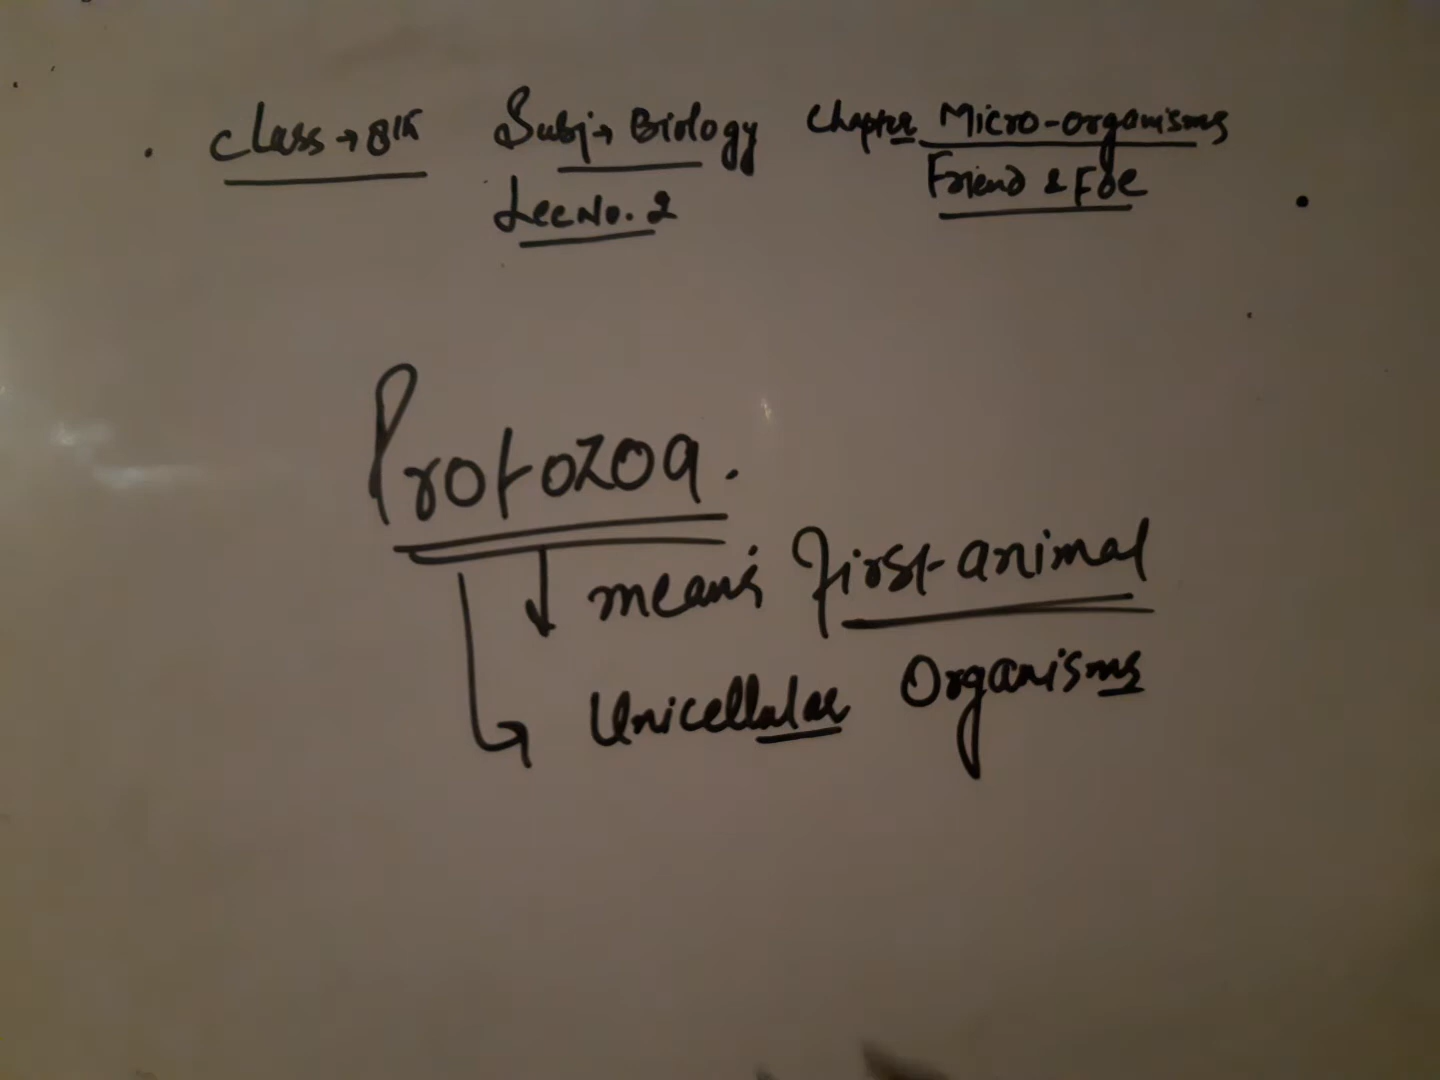 Class → 8th Subj → Biology Chapter Micro-organisms
Lec No. 2 Friend & Foe
Protozoa.
means first animal
Unicellular Organisms